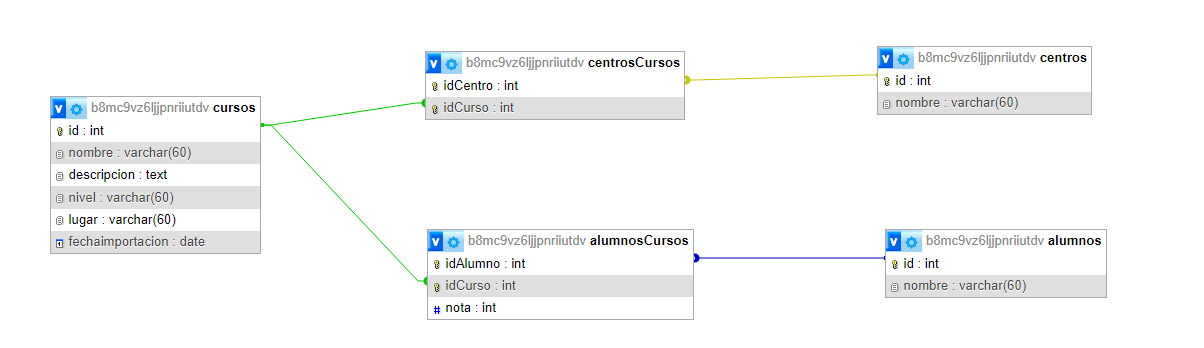 b8mc9vz6ljjpnriiutdv cursos
id : int
nombre : varchar(60)
descripcion : text
nivel : varchar(60)
lugar : varchar(60)
fechaimportacion : date
b8mc9vz6ljjpnriiutdv centrosCursos
idCentro : int
idCurso : int
b8mc9vz6ljjpnriiutdv centros
id : int
nombre : varchar(60)
b8mc9vz6ljjpnriiutdv alumnosCursos
idAlumno : int
idCurso : int
# nota : int
b8mc9vz6ljjpnriiutdv alumnos
id : int
nombre : varchar(60)